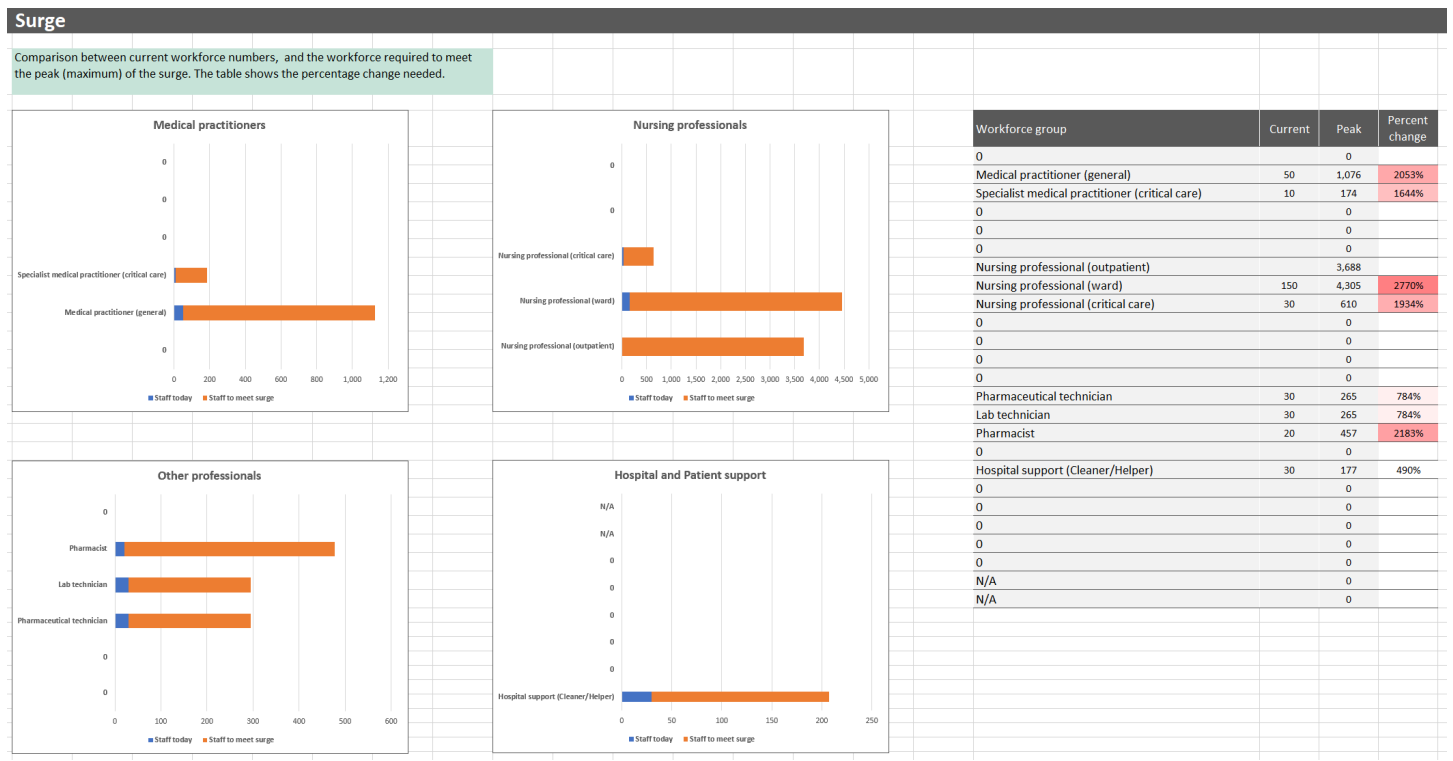 Surge
Comparison between current workforce numbers,  and the workforce required to meet
the peak (maximum) of the surge. The table shows the percentage change needed.
Medical practitioners
0
0
0
Specialist medical practitioner (critical care)
Medical practitioner (general)
0
0 200 400 600 800 1,000 1,200
Staff today Staff to meet surge
Nursing professionals
0
0
Nursing professional (critical care)
Nursing professional (ward)
Nursing professional (outpatient)
0 500 1,000 1,500 2,000 2,500 3,000 3,500 4,000 4,500 5,000
Staff today Staff to meet surge
Other professionals
0
Pharmacist
Lab technician
Pharmaceutical technician
0
0
0 100 200 300 400 500 600
Staff today Staff to meet surge
Hospital and Patient support
N/A
N/A
0
0
0
0
0
Hospital support (Cleaner/Helper)
0 50 100 150 200 250
Staff today Staff to meet surge
Workforce group Current Peak Percent change
0 0
Medical practitioner (general) 50 1,076 2053%
Specialist medical practitioner (critical care) 10 174 1644%
0 0
0 0
0 0
Nursing professional (outpatient) 3,688
Nursing professional (ward) 150 4,305 2770%
Nursing professional (critical care) 30 610 1934%
0 0
0 0
0 0
0 0
Pharmaceutical technician 30 265 784%
Lab technician 30 265 784%
Pharmacist 20 457 2183%
0 0
Hospital support (Cleaner/Helper) 30 177 490%
0 0
0 0
0 0
0 0
0 0
N/A 0
N/A 0